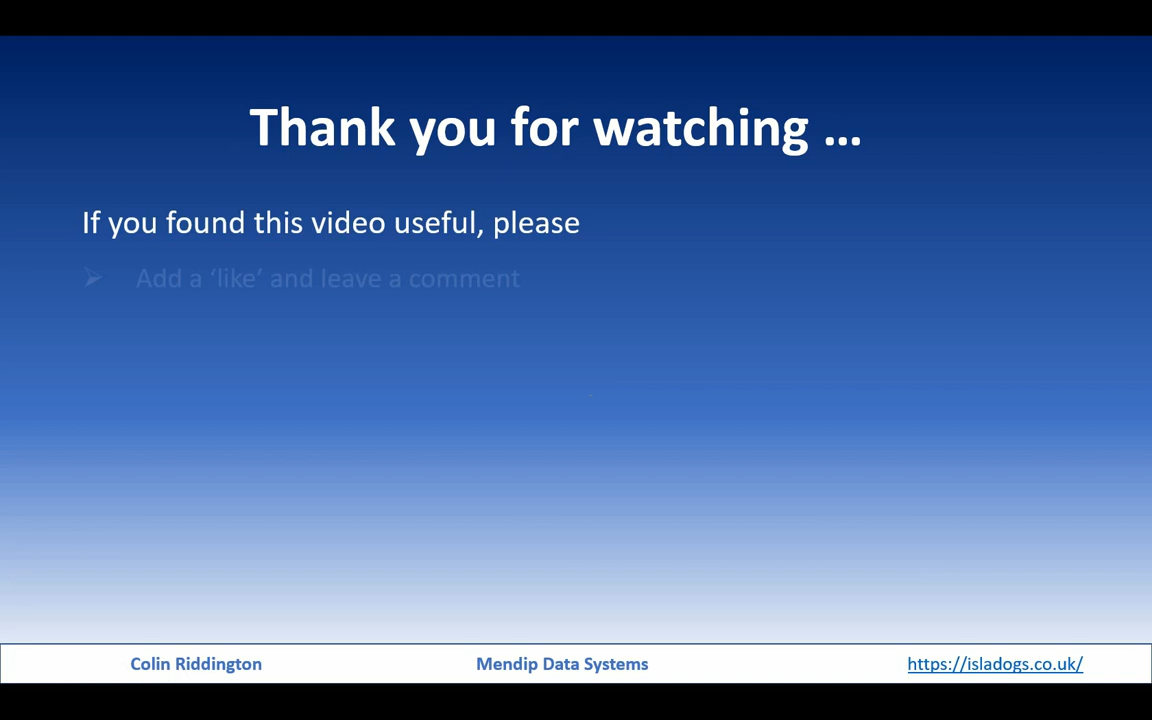 Thank you for watching ...
If you found this video useful, please
➢ Add a ‘like’ and leave a comment
Colin Riddington
Mendip Data Systems
https://isladogs.co.uk/